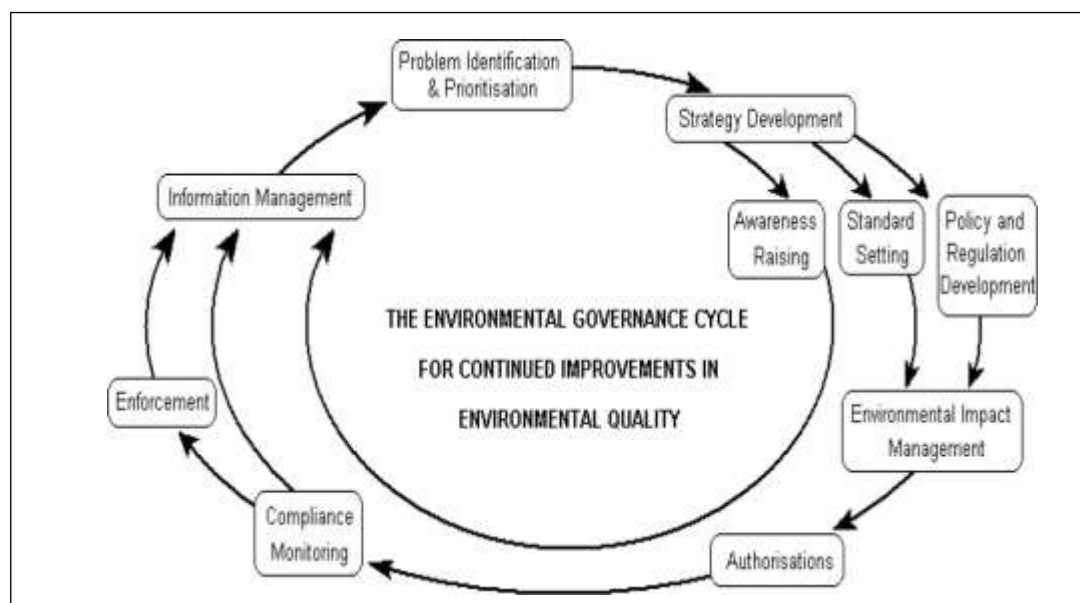 Problem Identification
& Prioritisation
Strategy Development
Information Management
Awareness
Raising
Standard
Setting
Policy and
Regulation
Development
THE ENVIRONMENTAL GOVERNANCE CYCLE
FOR CONTINUED IMPROVEMENTS IN
ENVIRONMENTAL QUALITY
Enforcement
Environmental Impact
Management
Compliance
Monitoring
Authorisations